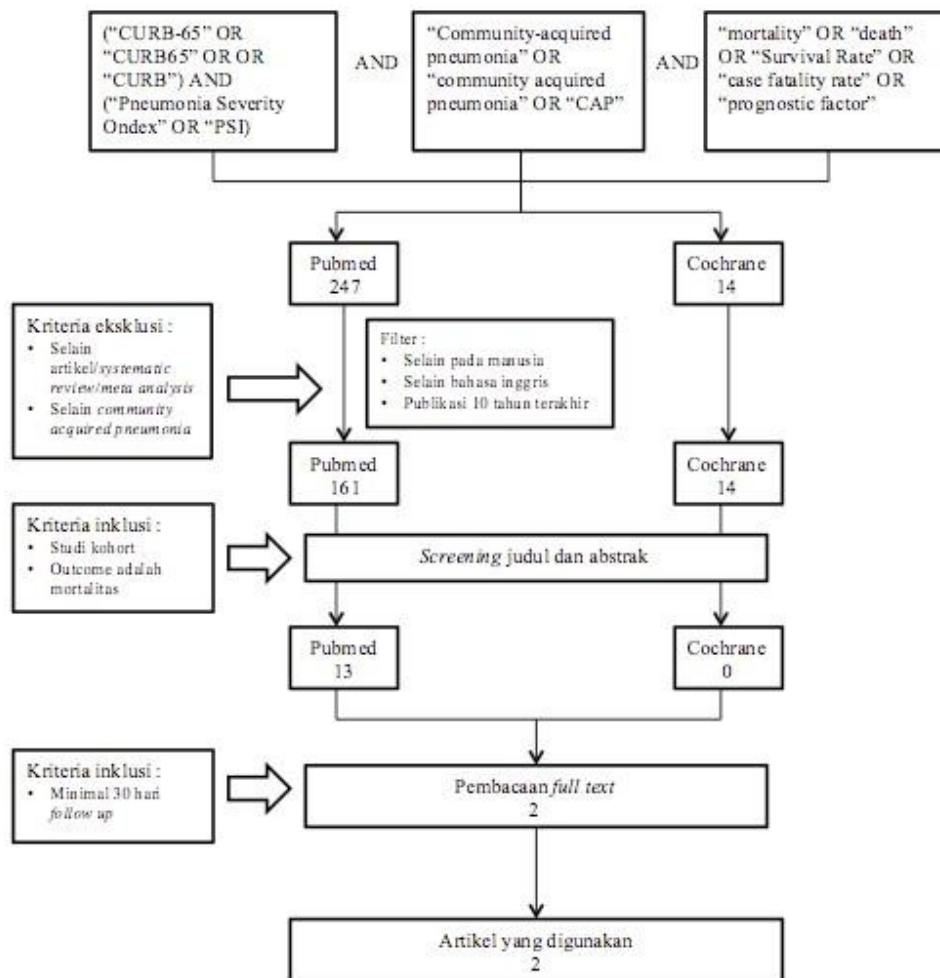 (“CURB-65” OR
“CURB65” OR OR
“CURB”) AND
(“Pneumonia Severity
Ondex” OR “PSI)
AND
“Community-acquired
pneumonia” OR
“community acquired
pneumonia” OR “CAP”
AND
“mortality” OR “death”
OR “Survival Rate” OR
“case fatality rate” OR
“prognostic factor”
Pubmed
247
Cochrane
14
Kriteria eksklusi :
• Selain
artikel/systematic
review/meta analysis
• Selain community
acquired pneumonia
Filter :
• Selain pada manusia
• Selain bahasa inggris
• Publikasi 10 tahun terakhir
Pubmed
161
Cochrane
14
Kriteria inklusi :
• Studi kohort
• Outcome adalah
mortalitas
Screening judul dan abstrak
Pubmed
13
Cochrane
0
Kriteria inklusi :
• Minimal 30 hari
follow up
Pembacaan full text
2
Artikel yang digunakan
2